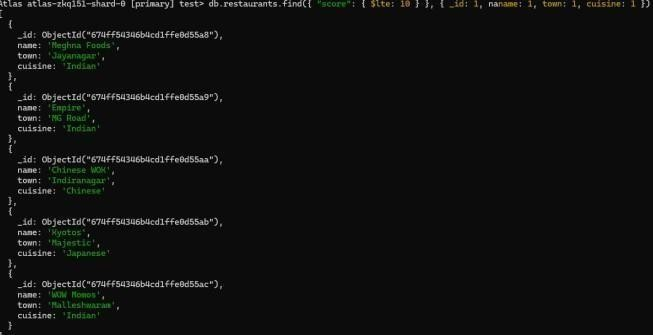 Atlas atlas-zkq151-shard-0 [primary] test> db.restaurants.find({ "score": { $lte: 10 } }, { _id: 1, naname: 1, town: 1, cuisine: 1 })
[
  {
    _id: ObjectId("674ff54346b4cd1ffe0d55a8"),
    name: 'Meghna Foods',
    town: 'Jayanagar',
    cuisine: 'Indian'
  },
  {
    _id: ObjectId("674ff54346b4cd1ffe0d55a9"),
    name: 'Empire',
    town: 'MG Road',
    cuisine: 'Indian'
  },
  {
    _id: ObjectId("674ff54346b4cd1ffe0d55aa"),
    name: 'Chinese WOK',
    town: 'Indiranagar',
    cuisine: 'Chinese'
  },
  {
    _id: ObjectId("674ff54346b4cd1ffe0d55ab"),
    name: 'Kyotos',
    town: 'Majestic',
    cuisine: 'Japanese'
  },
  {
    _id: ObjectId("674ff54346b4cd1ffe0d55ac"),
    name: 'WOW Momos',
    town: 'Malleshwaram',
    cuisine: 'Indian'
  }